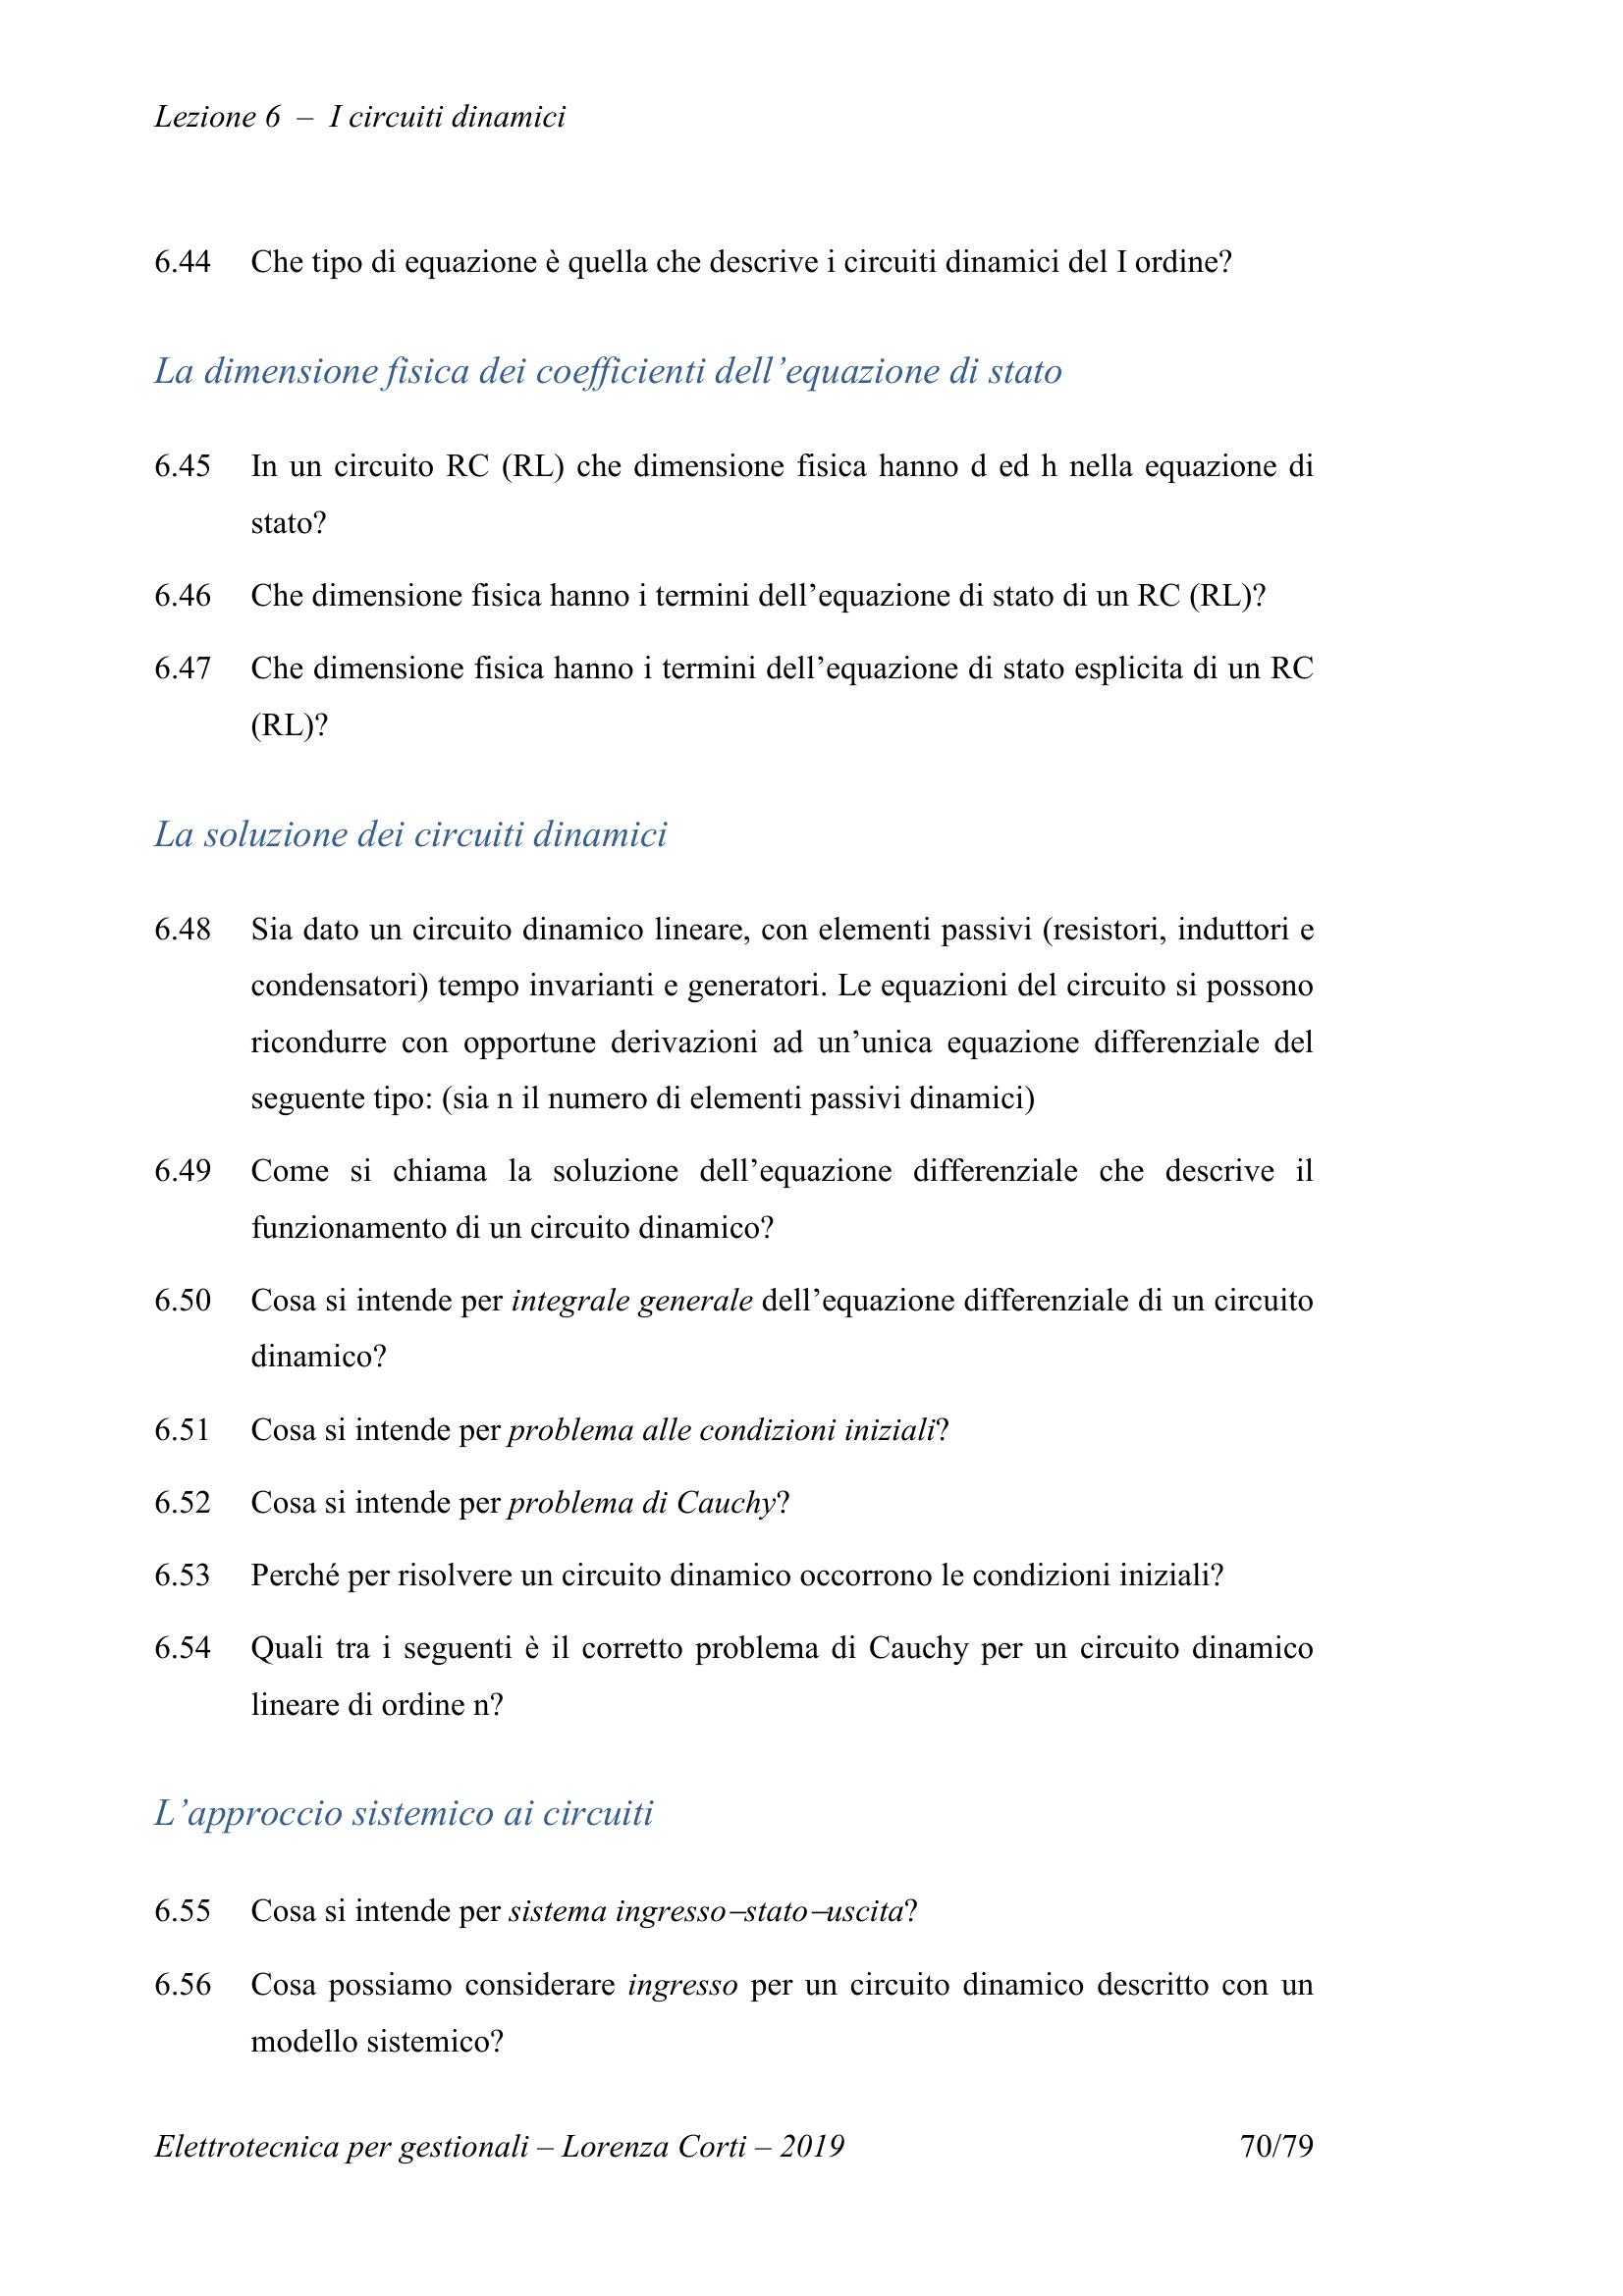 Lezione 6 – I circuiti dinamici
6.44 Che tipo di equazione è quella che descrive i circuiti dinamici del I ordine?
La dimensione fisica dei coefficienti dell’equazione di stato
6.45 In un circuito RC (RL) che dimensione fisica hanno d ed h nella equazione di
stato?
6.46 Che dimensione fisica hanno i termini dell’equazione di stato di un RC (RL)?
6.47 Che dimensione fisica hanno i termini dell’equazione di stato esplicita di un RC
(RL)?
La soluzione dei circuiti dinamici
6.48 Sia dato un circuito dinamico lineare, con elementi passivi (resistori, induttori e
condensatori) tempo invarianti e generatori. Le equazioni del circuito si possono
ricondurre con opportune derivazioni ad un’unica equazione differenziale del
seguente tipo: (sia n il numero di elementi passivi dinamici)
6.49 Come si chiama la soluzione dell’equazione differenziale che descrive il
funzionamento di un circuito dinamico?
6.50 Cosa si intende per integrale generale dell’equazione differenziale di un circuito
dinamico?
6.51 Cosa si intende per problema alle condizioni iniziali?
6.52 Cosa si intende per problema di Cauchy?
6.53 Perché per risolvere un circuito dinamico occorrono le condizioni iniziali?
6.54 Quali tra i seguenti è il corretto problema di Cauchy per un circuito dinamico
lineare di ordine n?
L’approccio sistemico ai circuiti
6.55 Cosa si intende per sistema ingresso–stato–uscita?
6.56 Cosa possiamo considerare ingresso per un circuito dinamico descritto con un
modello sistemico?
Elettrotecnica per gestionali – Lorenza Corti – 2019 70/79